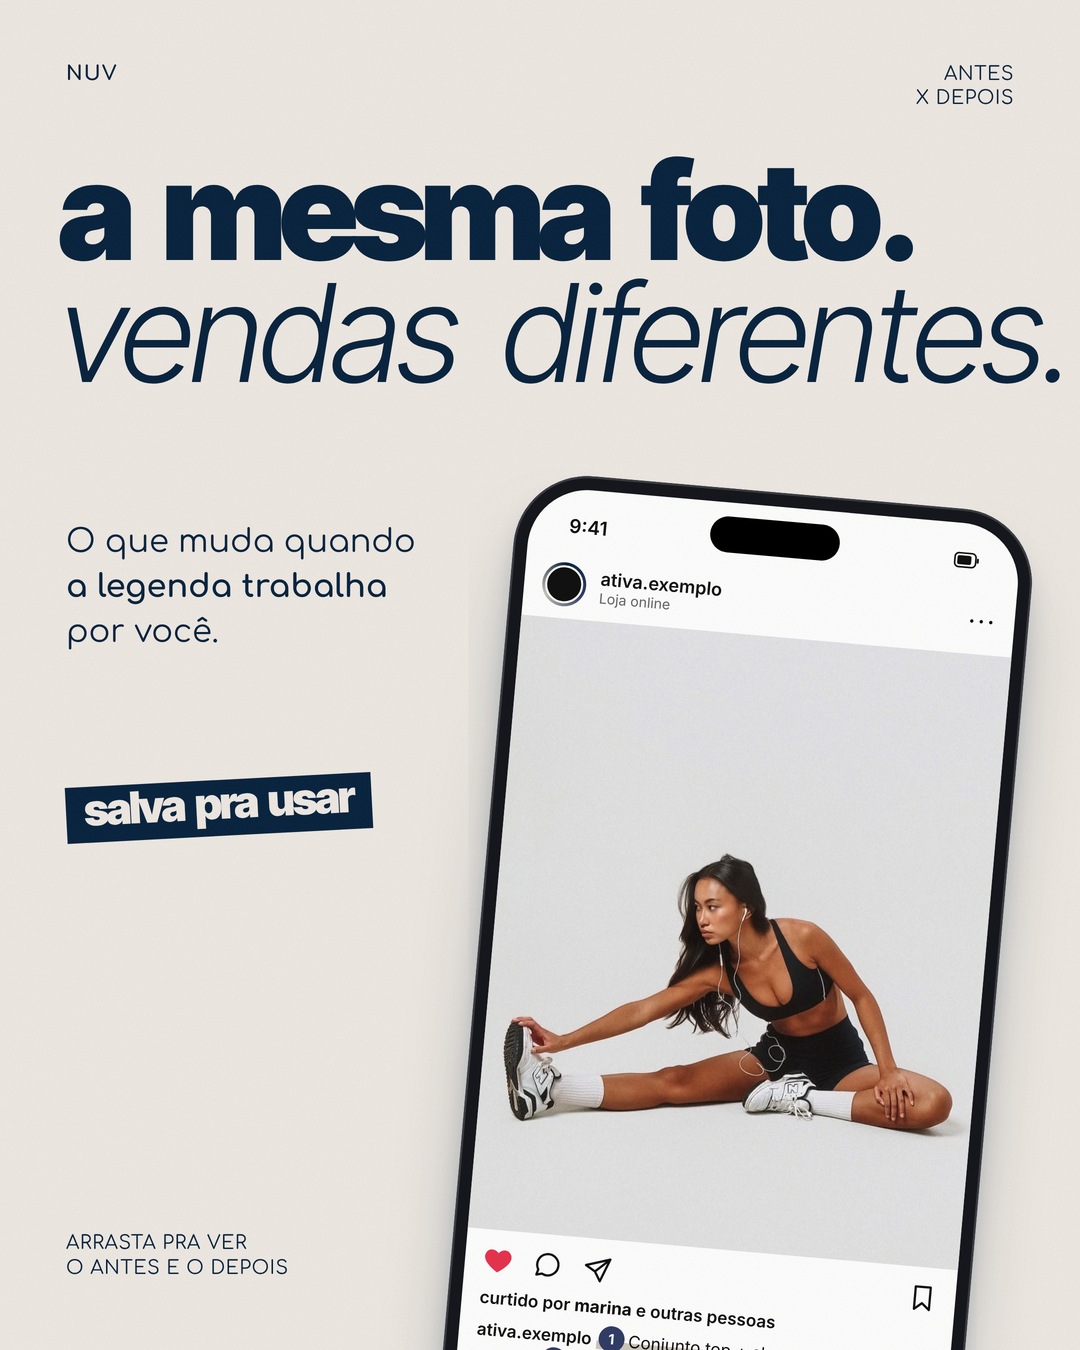 NUV
ANTES
X DEPOIS
a mesma foto.
vendas diferentes.
O que muda quando
a legenda trabalha
por você.
salva pra usar
ARRASTA PRA VER
O ANTES E O DEPOIS
9:41
ativa.exemplo
Loja online
curtido por marina e outras pessoas
ativa.exemplo 1 Conjunto